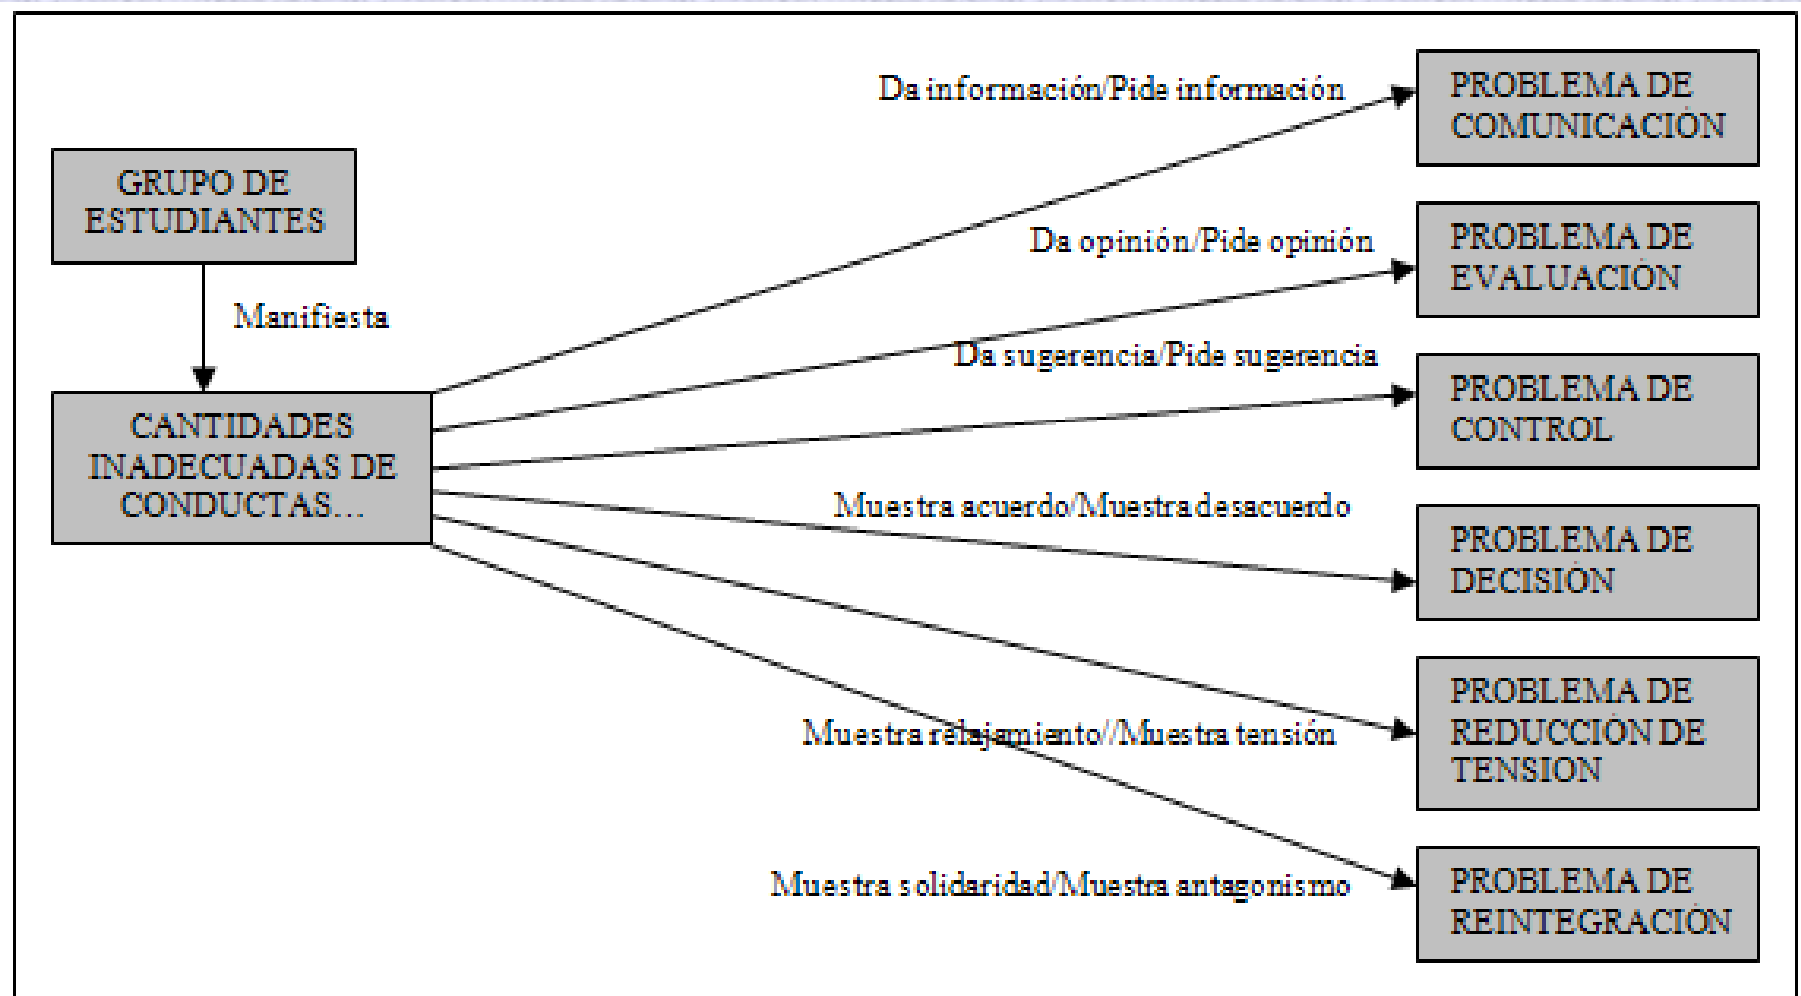 GRUPO DE
ESTUDIANTES
Manifiesta
CANTIDADES
INADECUADAS DE
CONDUCTAS...
Da información/Pide información
PROBLEMA DE
COMUNICACIÓN
Da opinión/Pide opinión
PROBLEMA DE
EVALUACIÓN
Da sugerencia/Pide sugerencia
PROBLEMA DE
CONTROL
Muestra acuerdo/Muestra desacuerdo
PROBLEMA DE
DECISIÓN
Muestra relajamiento//Muestra tensión
PROBLEMA DE
REDUCCIÓN DE
TENSION
Muestra solidaridad/Muestra antagonismo
PROBLEMA DE
REINTEGRACIÓN